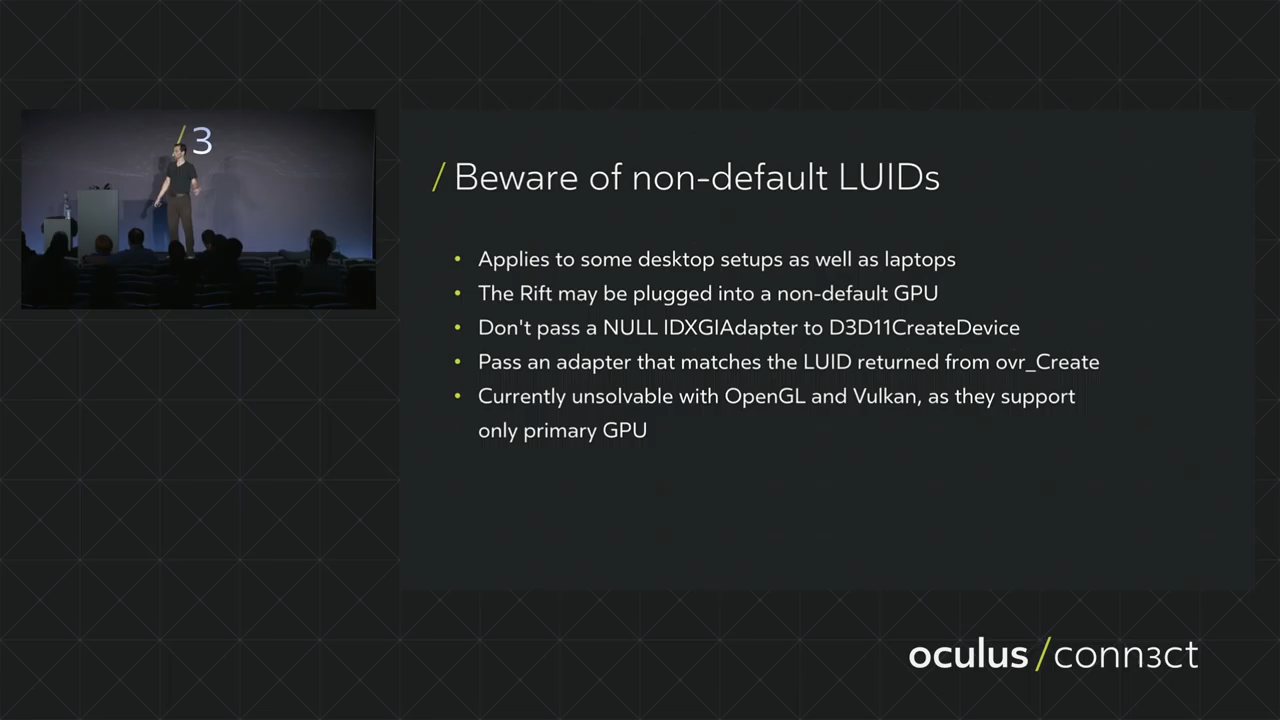 /3
/ Beware of non-default LUIDs
• Applies to some desktop setups as well as laptops
• The Rift may be plugged into a non-default GPU
• Don't pass a NULL IDXGIAdapter to D3D11CreateDevice
• Pass an adapter that matches the LUID returned from ovr_Create
• Currently unsolvable with OpenGL and Vulkan, as they support
only primary GPU
oculus/conn3ct